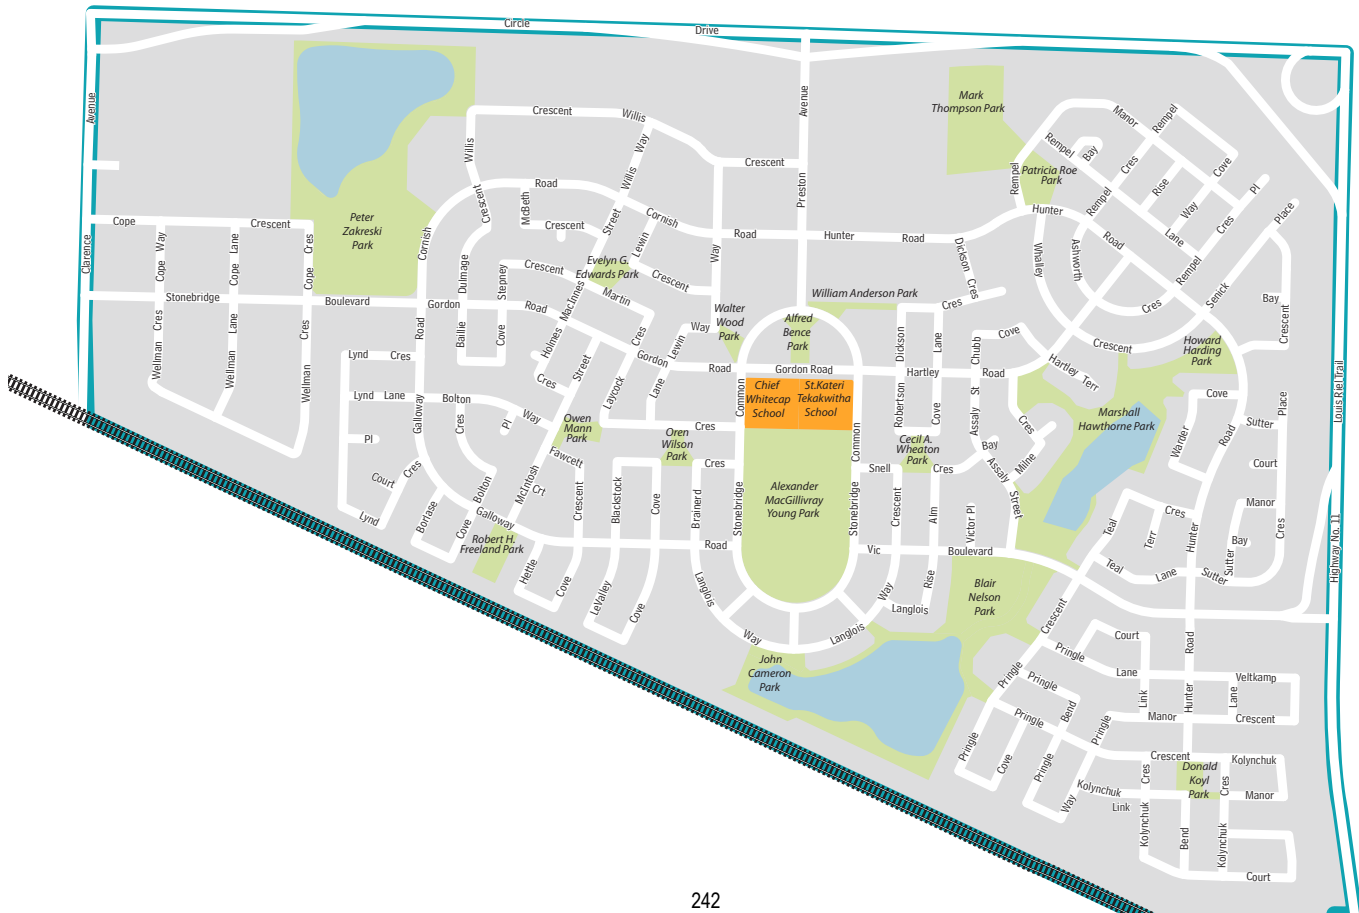 Circle
Drive
Avenue
Avenue
Mark
Thompson Park
Crescent
Willis
Willis
Willis Way
Crescent
Preston
Manor
Rempel
Rempel
Bay
Cres
Rise
Cove
Patricia Roe
Park
Rempel
Rempel
Way
Pl
Cres
Place
Road
McBeth
Crescent
Crescent
Street
Cornish
Lewin
Cope
Crescent
Cope Way
Cope Lane
Cope Cres
Clarence
Peter
Zakreski
Park
Cornish
Road
Hunter
Road
Way
Hunter
Road
Lane
Rempel
Dickson Cres
Whalley
Ashworth
Cres
Senick
Bay
Crescent
Evelyn G.
Edwards Park
Crescent
Crescent
Dulmage
Stepney
Martin
MacInnes
Stonebridge
Boulevard
Gordon
Road
Baillie
Cove
Holmes
Street
Cres
Cres
Laycock
Gordon
Lewin
Way
Lane
Road
Walter
Wood
Park
Alfred
Bence
Park
William Anderson Park
Cres
Dickson
Lane
Chubb
Cove
Crescent
Howard
Harding
Park
Louis Riel Trail
Wellman Cres
Wellman Lane
Wellman Cres
Lynd
Cres
Road
Gordon Road
Hartley
Road
Hartley Terr
Common
Chief
Whitecap
School
St.Kateri
Tekakwitha
School
Robertson
Cove
Assaly St
Cres
Marshall
Hawthorne Park
Cove
Warder
Road
Sutter
Place
Lynd
Lane
Bolton
Galloway
Cres
Pl
Way
Owen
Mann
Park
Oren
Wilson
Park
Cres
Common
Cecil A.
Wheaton
Park
Bay
Pl
Court
Cres
Lynd
Borlase
Cove
Bolton
McIntosh
Fawcett
Crt
Crescent
Blackstock
Cove
Cres
Brainerd
Stonebridge
Alexander
MacGillivray
Young Park
Stonebridge
Snell
Cres
Crescent
Alm
Victor Pl
Assaly
Street
Milne
Court
Manor
Cres
Bay
Sutter
Cres
Teal
Terr
Hunter
Galloway
Robert H.
Freeland Park
Road
Vic
Boulevard
Teal
Lane
Sutter
Highway No. 11
Hettle
Cove
LeValley
Cove
Langlois
Way
Langlois
Way
Langlois
Rise
Blair
Nelson
Park
Crescent
John
Cameron
Park
Pringle
Pringle
Court
Lane
Link
Road
Hunter
Lane
Veltkamp
Crescent
Pringle
Bend
Pringle
Pringle
Manor
Pringle
Cove
Pringle
Way
Crescent
Kolynchuk
Donald
Koyl
Park
Cres
Cres
Manor
Kolynchuk
Link
Kolynchuk
Bend
Kolynchuk
Court
242